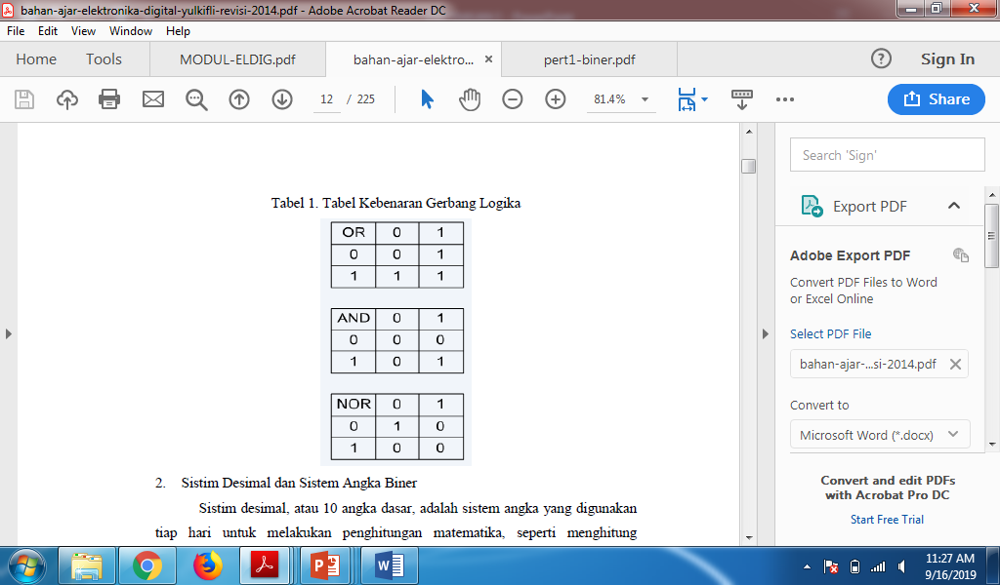 bahan-ajar-elektronika-digital-yulkifli-revisi-2014.pdf - Adobe Acrobat Reader DC
File Edit View Window Help
Home Tools MODUL-ELDIG.pdf bahan-ajar-elektro... × pert1-biner.pdf Sign In
12 / 225 81.4% Share
Search 'Sign'
Tabel 1. Tabel Kebenaran Gerbang Logika
OR 0 1
0 0 1
1 1 1
AND 0 1
0 0 0
1 0 1
NOR 0 1
0 1 0
1 0 0
2. Sistim Desimal dan Sistem Angka Biner
Sistim desimal, atau 10 angka dasar, adalah sistem angka yang digunakan
tiap hari untuk melakukan penghitungan matematika, seperti menghitung
Export PDF
Adobe Export PDF
Convert PDF Files to Word
or Excel Online
Select PDF File
bahan-ajar-...si-2014.pdf
Convert to
Microsoft Word (*.docx)
Convert and edit PDFs
with Acrobat Pro DC
Start Free Trial
11:27 AM
9/16/2019